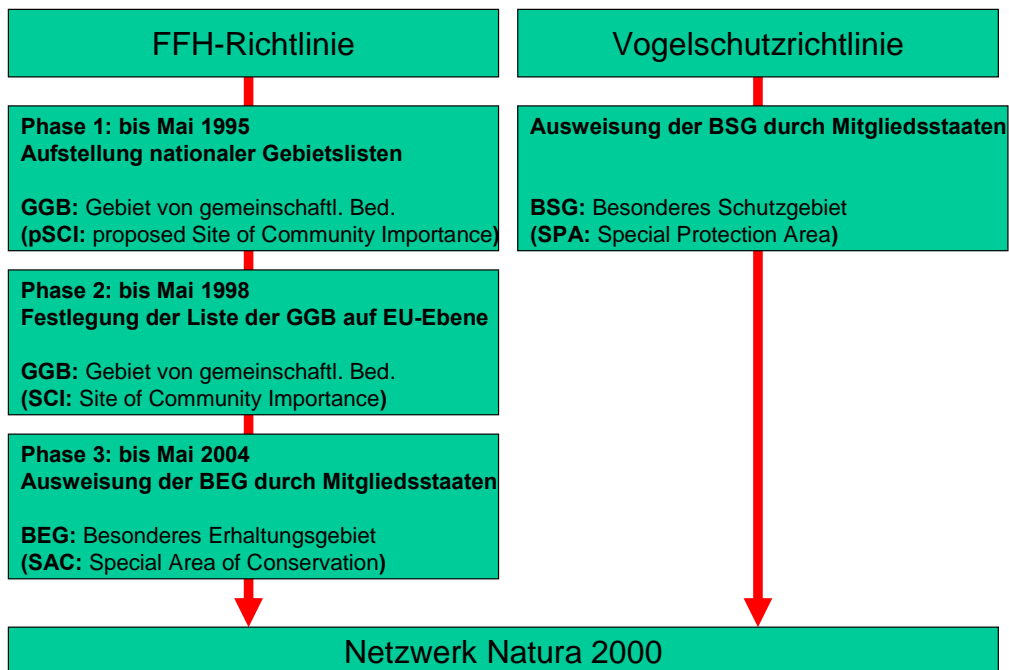 FFH-Richtlinie
Phase 1: bis Mai 1995
Aufstellung nationaler Gebietslisten
GGB: Gebiet von gemeinschaftl. Bed.
(pSCI: proposed Site of Community Importance)
Phase 2: bis Mai 1998
Festlegung der Liste der GGB auf EU-Ebene
GGB: Gebiet von gemeinschaftl. Bed.
(SCI: Site of Community Importance)
Phase 3: bis Mai 2004
Ausweisung der BEG durch Mitgliedsstaaten
BEG: Besonderes Erhaltungsgebiet
(SAC: Special Area of Conservation)
Vogelschutzrichtlinie
Ausweisung der BSG durch Mitgliedsstaaten
BSG: Besonderes Schutzgebiet
(SPA: Special Protection Area)
Netzwerk Natura 2000